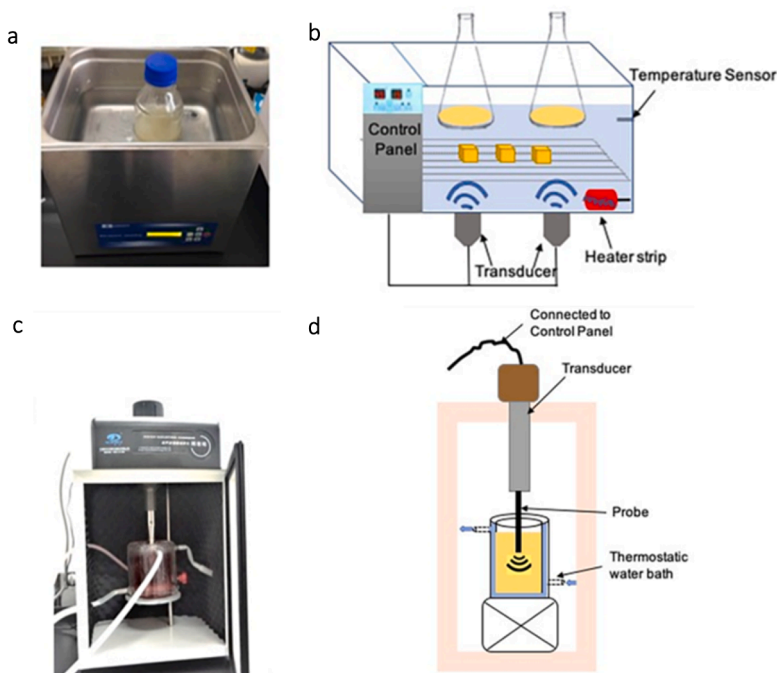 a
b
Temperature Sensor
Control
Panel
Transducer
Heater strip
c
d
Connected to
Control Panel
Transducer
Probe
Thermostatic
water bath